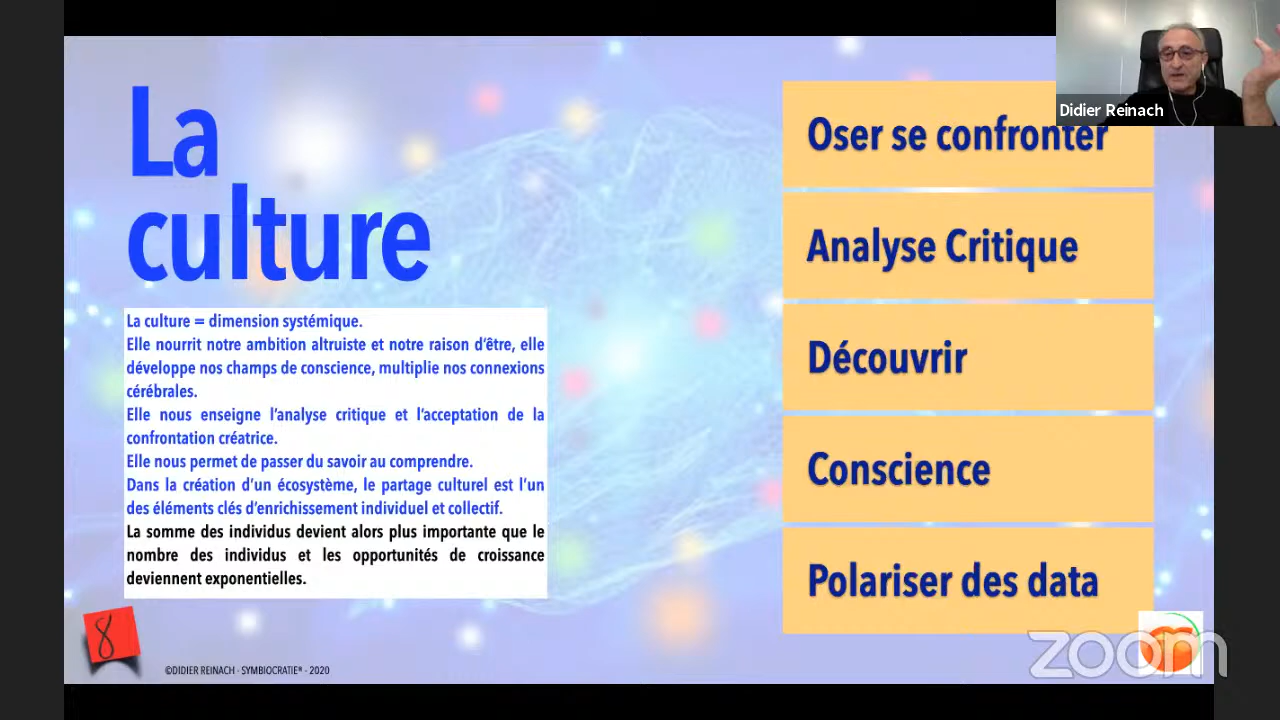 La
culture
La culture = dimension systémique.
Elle nourrit notre ambition altruiste et notre raison d'être, elle
développe nos champs de conscience, multiplie nos connexions
cérébrales.
Elle nous enseigne l'analyse critique et l'acceptation de la
confrontation créatrice.
Elle nous permet de passer du savoir au comprendre.
Dans la création d'un écosystème, le partage culturel est l'un
des éléments clés d'enrichissement individuel et collectif.
La somme des individus devient alors plus importante que le
nombre des individus et les opportunités de croissance
deviennent exponentielles.
8
©DIDIER REINACH - SYMBIOCRATIE® - 2020
Didier Reinach
Oser se confronter
Analyse Critique
Découvrir
Conscience
Polariser des data
zoom